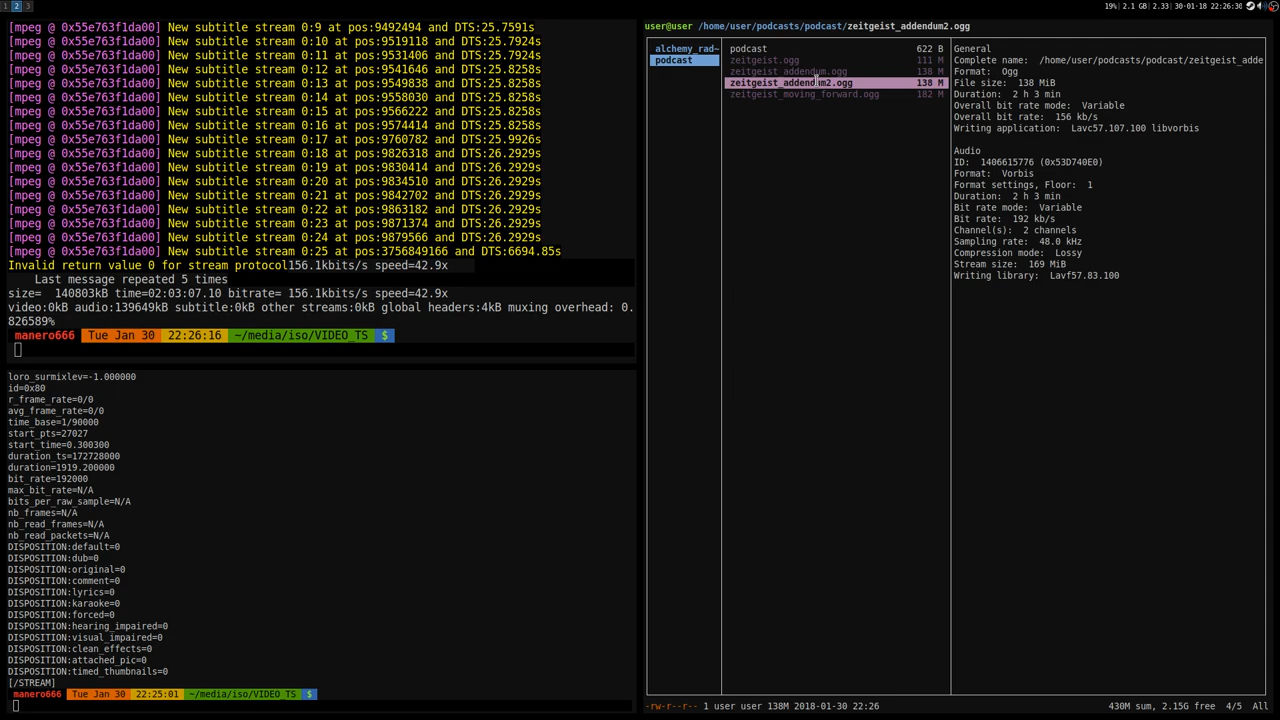 1 2 3
19% 2.1 GB 2.33 30-01-18 22:26:30
[mpeg @ 0x55e763f1da00] New subtitle stream 0:9 at pos:9492494 and DTS:25.7591s
[mpeg @ 0x55e763f1da00] New subtitle stream 0:10 at pos:9519118 and DTS:25.7924s
[mpeg @ 0x55e763f1da00] New subtitle stream 0:11 at pos:9531406 and DTS:25.7924s
[mpeg @ 0x55e763f1da00] New subtitle stream 0:12 at pos:9541646 and DTS:25.8258s
[mpeg @ 0x55e763f1da00] New subtitle stream 0:13 at pos:9549838 and DTS:25.8258s
[mpeg @ 0x55e763f1da00] New subtitle stream 0:14 at pos:9558030 and DTS:25.8258s
[mpeg @ 0x55e763f1da00] New subtitle stream 0:15 at pos:9566222 and DTS:25.8258s
[mpeg @ 0x55e763f1da00] New subtitle stream 0:16 at pos:9574414 and DTS:25.8258s
[mpeg @ 0x55e763f1da00] New subtitle stream 0:17 at pos:9760782 and DTS:25.9926s
[mpeg @ 0x55e763f1da00] New subtitle stream 0:18 at pos:9826318 and DTS:26.2929s
[mpeg @ 0x55e763f1da00] New subtitle stream 0:19 at pos:9830414 and DTS:26.2929s
[mpeg @ 0x55e763f1da00] New subtitle stream 0:20 at pos:9834510 and DTS:26.2929s
[mpeg @ 0x55e763f1da00] New subtitle stream 0:21 at pos:9842702 and DTS:26.2929s
[mpeg @ 0x55e763f1da00] New subtitle stream 0:22 at pos:9863182 and DTS:26.2929s
[mpeg @ 0x55e763f1da00] New subtitle stream 0:23 at pos:9871374 and DTS:26.2929s
[mpeg @ 0x55e763f1da00] New subtitle stream 0:24 at pos:9879566 and DTS:26.2929s
[mpeg @ 0x55e763f1da00] New subtitle stream 0:25 at pos:3756849166 and DTS:6694.85s
Invalid return value 0 for stream protocol156.1kbits/s speed=42.9x
Last message repeated 5 times
size= 140803kB time=02:03:07.10 bitrate= 156.1kbits/s speed=42.9x
video:0kB audio:139649kB subtitle:0kB other streams:0kB global headers:4kB muxing overhead: 0.
826589%
manero666 Tue Jan 30 22:26:16 ~/media/iso/VIDEO_TS $
loro_surmixlev=-1.000000
id=0x80
r_frame_rate=0/0
avg_frame_rate=0/0
time_base=1/90000
start_pts=27027
start_time=0.300300
duration_ts=172728000
duration=1919.200000
bit_rate=192000
max_bit_rate=N/A
bits_per_raw_sample=N/A
nb_frames=N/A
nb_read_frames=N/A
nb_read_packets=N/A
DISPOSITION:default=0
DISPOSITION:dub=0
DISPOSITION:original=0
DISPOSITION:comment=0
DISPOSITION:lyrics=0
DISPOSITION:karaoke=0
DISPOSITION:forced=0
DISPOSITION:hearing_impaired=0
DISPOSITION:visual_impaired=0
DISPOSITION:clean_effects=0
DISPOSITION:attached_pic=0
DISPOSITION:timed_thumbnails=0
[/STREAM]
manero666 Tue Jan 30 22:25:01 ~/media/iso/VIDEO_TS $
user@user /home/user/podcasts/podcast/zeitgeist_addendum2.ogg
alchemy_rad~
podcast
podcast 622 B
zeitgeist.ogg 111 M
zeitgeist_addendum.ogg 138 M
zeitgeist_addendum2.ogg 138 M
zeitgeist_moving_forward.ogg 182 M
General
Complete name: /home/user/podcasts/podcast/zeitgeist_adde
Format: Ogg
File size: 138 MiB
Duration: 2 h 3 min
Overall bit rate mode: Variable
Overall bit rate: 156 kb/s
Writing application: Lavc57.107.100 libvorbis
Audio
ID: 1406615776 (0x53D740E0)
Format: Vorbis
Format settings, Floor: 1
Duration: 2 h 3 min
Bit rate mode: Variable
Bit rate: 192 kb/s
Channel(s): 2 channels
Sampling rate: 48.0 kHz
Compression mode: Lossy
Stream size: 169 MiB
Writing library: Lavf57.83.100
-rw-r--r-- 1 user user 138M 2018-01-30 22:26
430M sum, 2.15G free 4/5 All